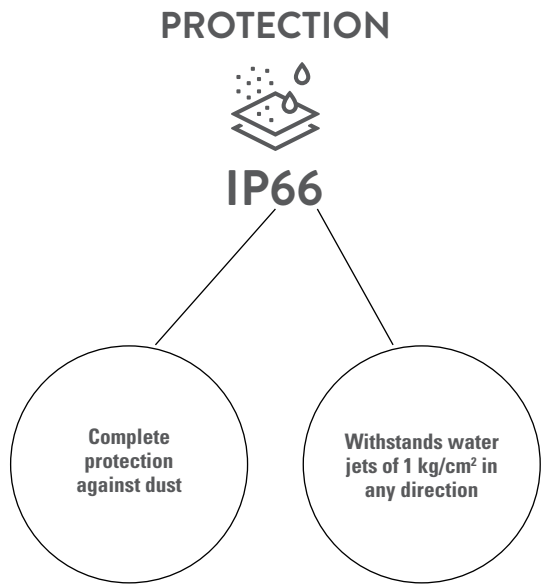 PROTECTION
IP66
Complete
protection
against dust
Withstands water
jets of 1 kg/cm² in
any direction